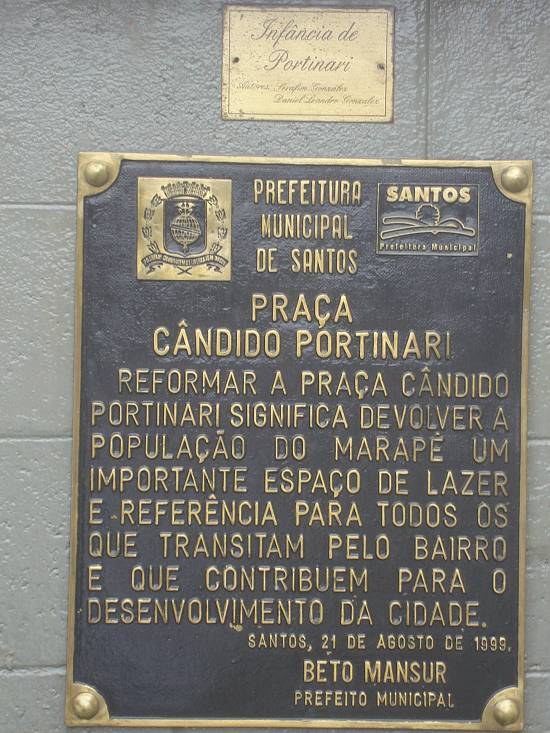 Infância de
Portinari
Autores: Serafim Gonzalez
Daniel Leandro Gonzalez
PREFEITURA
MUNICIPAL
DE SANTOS
SANTOS
Prefeitura Municipal
PRAÇA
CÂNDIDO PORTINARI
REFORMAR A PRAÇA CÂNDIDO
PORTINARI SIGNIFICA DEVOLVER A
POPULAÇÃO DO MARAPÉ UM
IMPORTANTE ESPAÇO DE LAZER
E REFERÊNCIA PARA TODOS OS
QUE TRANSITAM PELO BAIRRO
E QUE CONTRIBUEM PARA O
DESENVOLVIMENTO DA CIDADE.
SANTOS, 21 DE AGOSTO DE 1999.
BETO MANSUR
PREFEITO MUNICIPAL